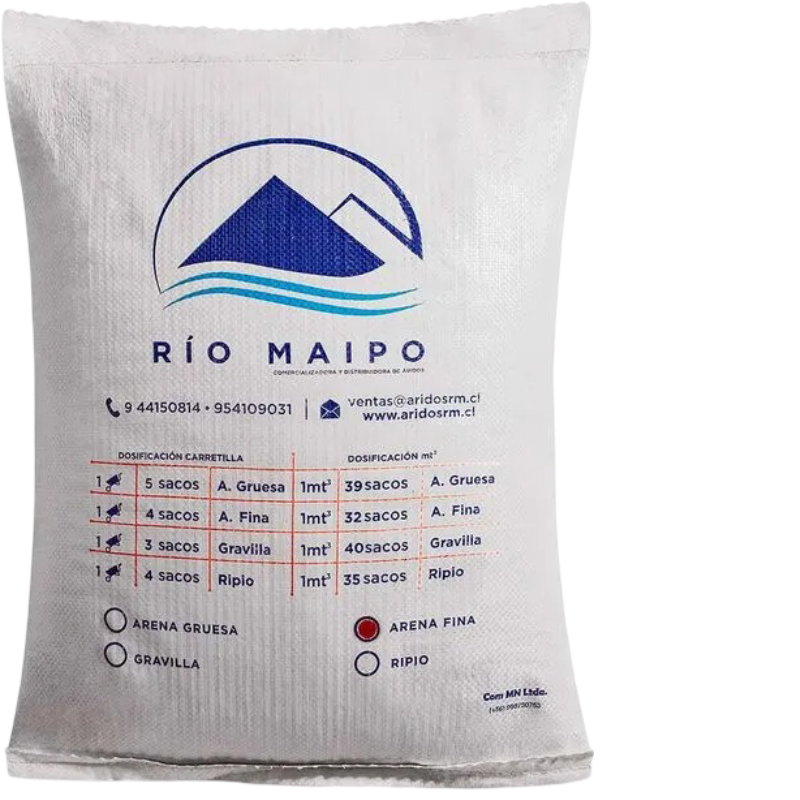 RÍO MAIPO
COMERCIALIZADORA Y DISTRIBUIDORA DE ÁRIDOS
9 44150814 • 954109031 | ventas@aridosrm.cl
www.aridosrm.cl
DOSIFICACIÓN CARRETILLA DOSIFICACIÓN mt³
1 5 sacos A. Gruesa 1mt³ 39 sacos A. Gruesa
1 4 sacos A. Fina 1mt³ 32 sacos A. Fina
1 3 sacos Gravilla 1mt³ 40 sacos Gravilla
1 4 sacos Ripio 1mt³ 35 sacos Ripio
ARENA GRUESA ARENA FINA
GRAVILLA RIPIO
Com MN Ltda.